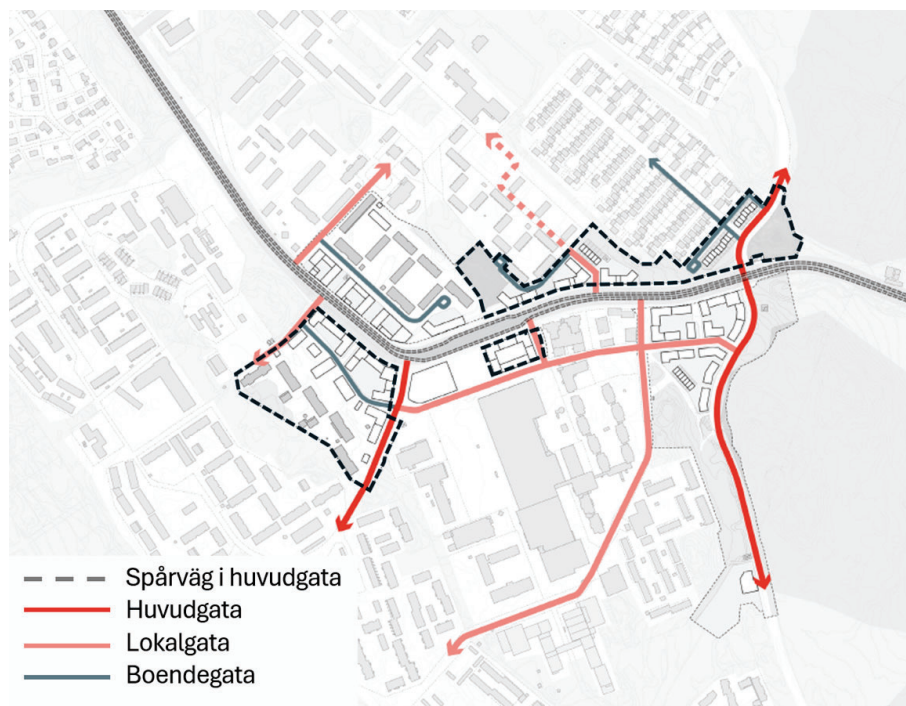 Spårväg i huvudgata
Huvudgata
Lokalgata
Boendegata